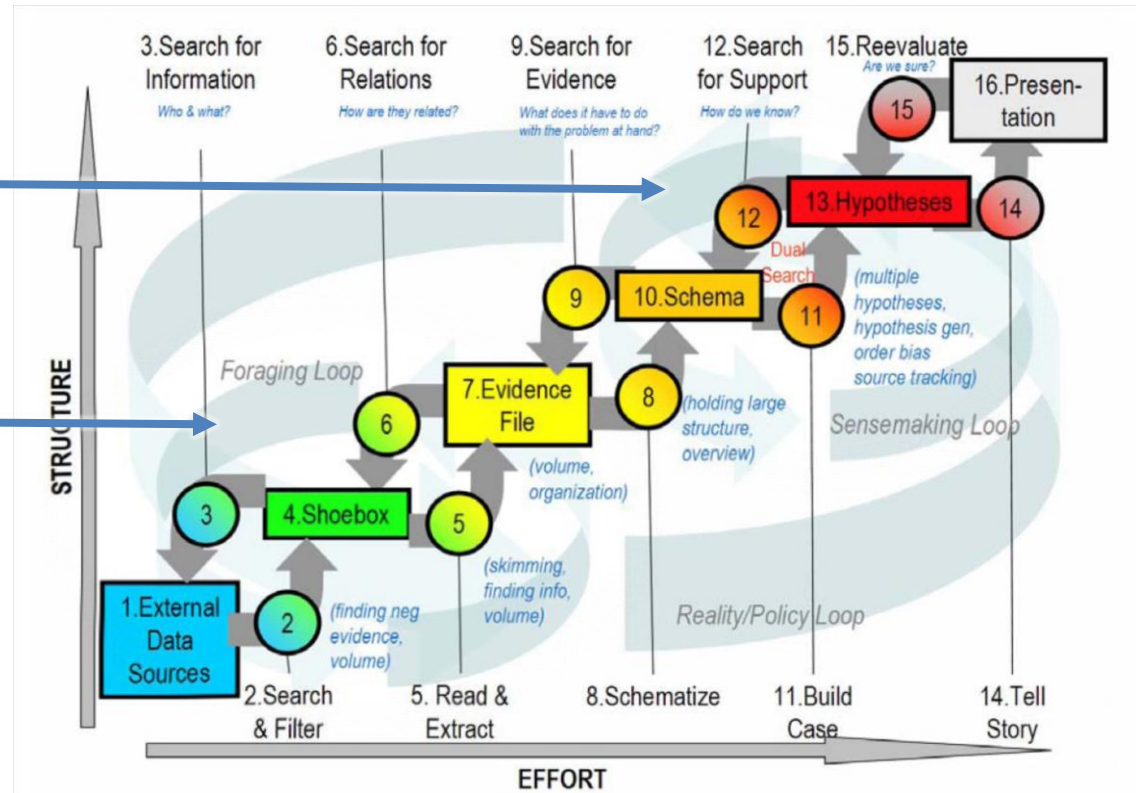 3.Search for
Information
Who & what?
6.Search for
Relations
How are they related?
9.Search for
Evidence
What does it have to do
with the problem at hand?
12.Search
for Support
How do we know?
15.Reevaluate
Are we sure?
16.Presen-
tation
15
14
13.Hypotheses
12
Dual
Search
11
(multiple
hypotheses,
hypothesis gen,
order bias
source tracking)
10.Schema
9
8
(holding large
structure,
overview)
7.Evidence
File
(volume,
organization)
6
Foraging Loop
Sensemaking Loop
4.Shoebox
5
(skimming,
finding info,
volume)
3
1.External
Data
Sources
2
(finding neg
evidence,
volume)
Reality/Policy Loop
2.Search
& Filter
5. Read &
Extract
8.Schematize
11.Build
Case
14.Tell
Story
STRUCTURE
EFFORT